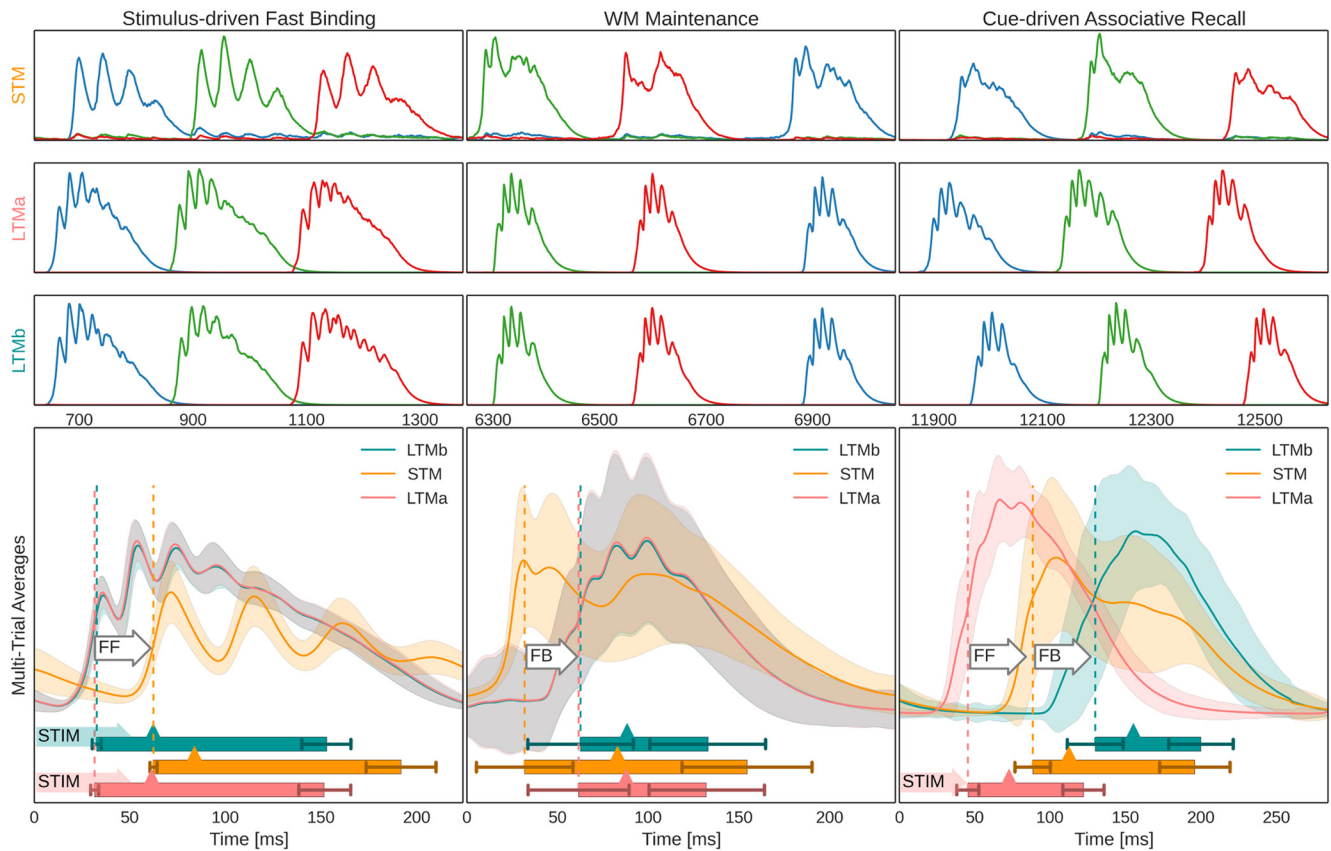 Stimulus-driven Fast Binding WM Maintenance Cue-driven Associative Recall
STM
LTMa
LTMb
700 900 1100 1300 6300 6500 6700 6900 11900 12100 12300 12500
Multi-Trial Averages
LTMb
STM
LTMa
FF
STIM
STIM
0 50 100 150 200
Time [ms]
LTMb
STM
LTMa
FB
0 50 100 150 200
Time [ms]
LTMb
STM
LTMa
FF FB
STIM
0 50 100 150 200 250
Time [ms]